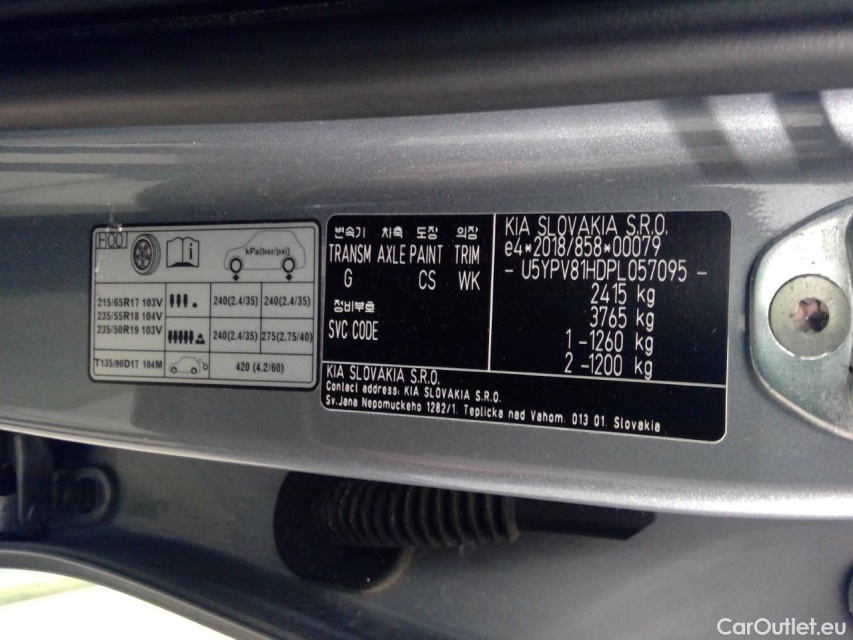 kPa(bar/psi)
215/65R17 103V
235/55R18 104V
235/50R19 103V
240(2.4/35) 240(2.4/35)
240(2.4/35) 275(2.75/40)
T135/90D17 104M
420 (4.2/60)
변속기 차축 도장 의장
TRANSM AXLE PAINT TRIM
G CS WK
정비부호
SVC CODE
KIA SLOVAKIA S.R.O.
e4*2018/858*00079
- U5YPV81HDPL057095 -
2415 kg
3765 kg
1 -1260 kg
2 -1200 kg
KIA SLOVAKIA S.R.O.
Contact address: KIA SLOVAKIA S.R.O.
Sv.Jana Nepomuckeho 1282/1. Teplicka nad Vahom. 013 01. Slovakia
CarOutlet.eu